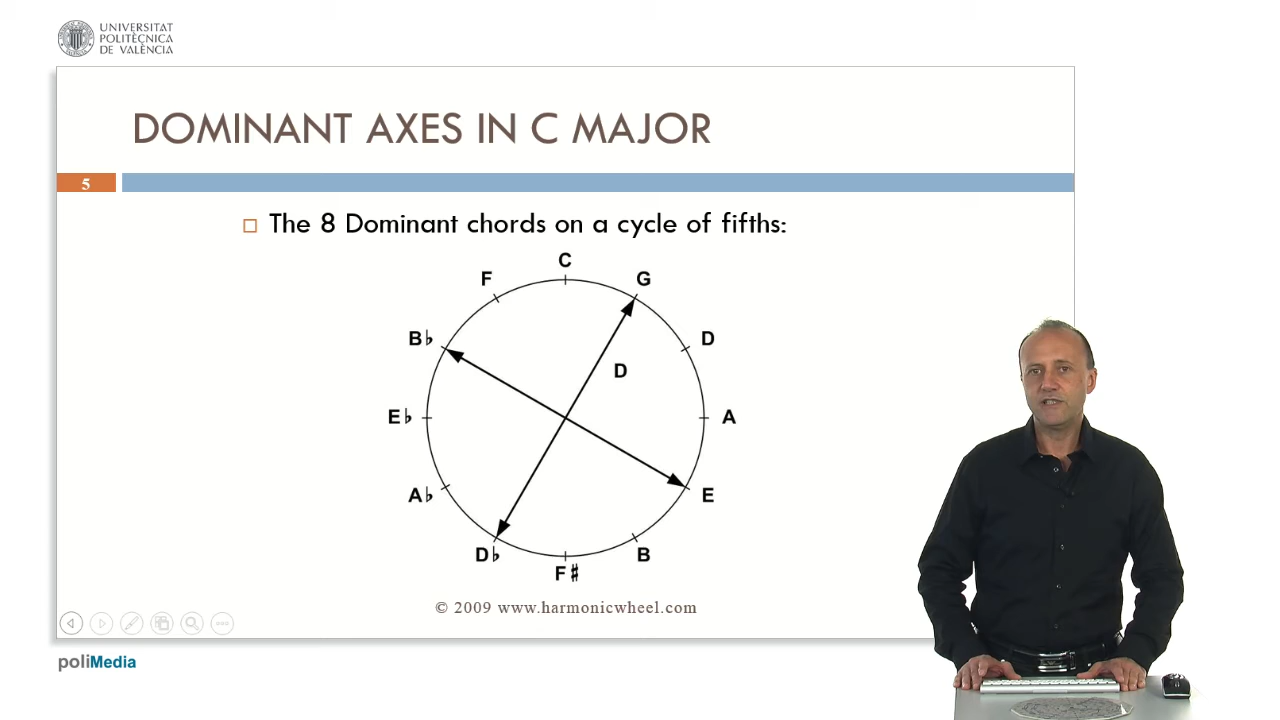 UNIVERSITAT
POLITÈCNICA
DE VALÈNCIA
DOMINANT AXES IN C MAJOR
5
The 8 Dominant chords on a cycle of fifths:
C
F
G
B♭
D
D
E♭
A
A♭
E
D♭
B
F♯
© 2009 www.harmonicwheel.com
poliMedia